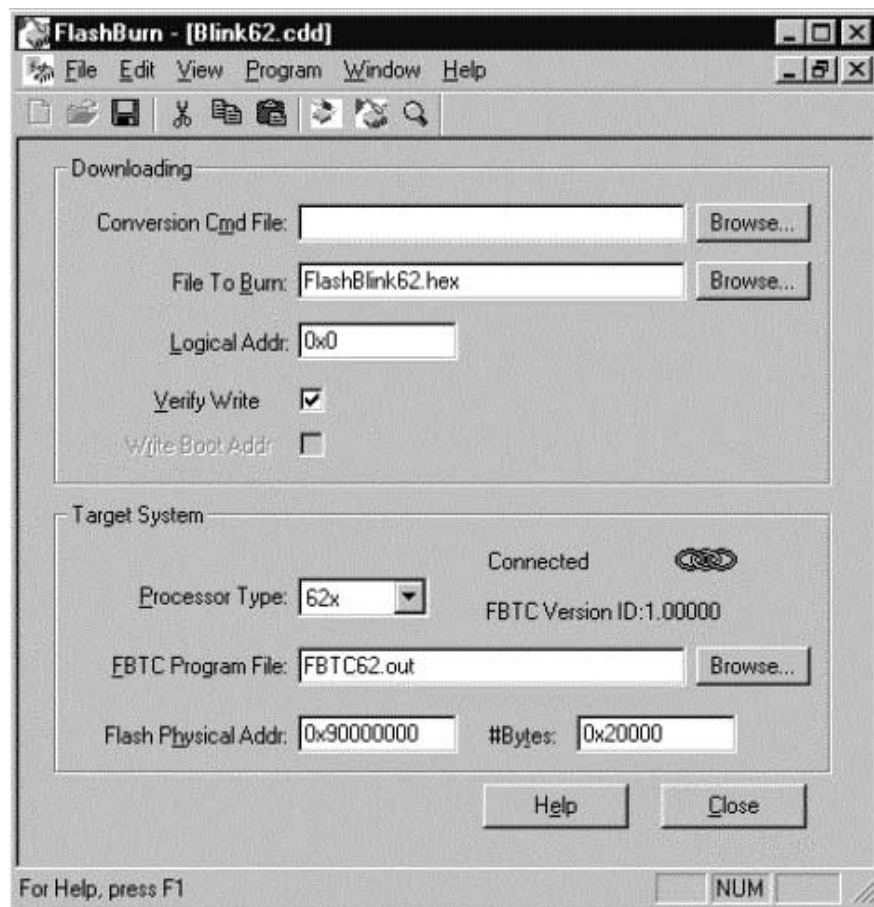 FlashBurn - [Blink62.cdd]
File Edit View Program Window Help
Downloading
Conversion Cmd File: Browse...
File To Burn: FlashBlink62.hex Browse...
Logical Addr: 0x0
Verify Write
Write Boot Addr
Target System
Connected
Processor Type: 62x
FBTC Version ID:1.00000
FBTC Program File: FBTC62.out Browse...
Flash Physical Addr: 0x90000000 #Bytes: 0x20000
Help Close
For Help, press F1 NUM